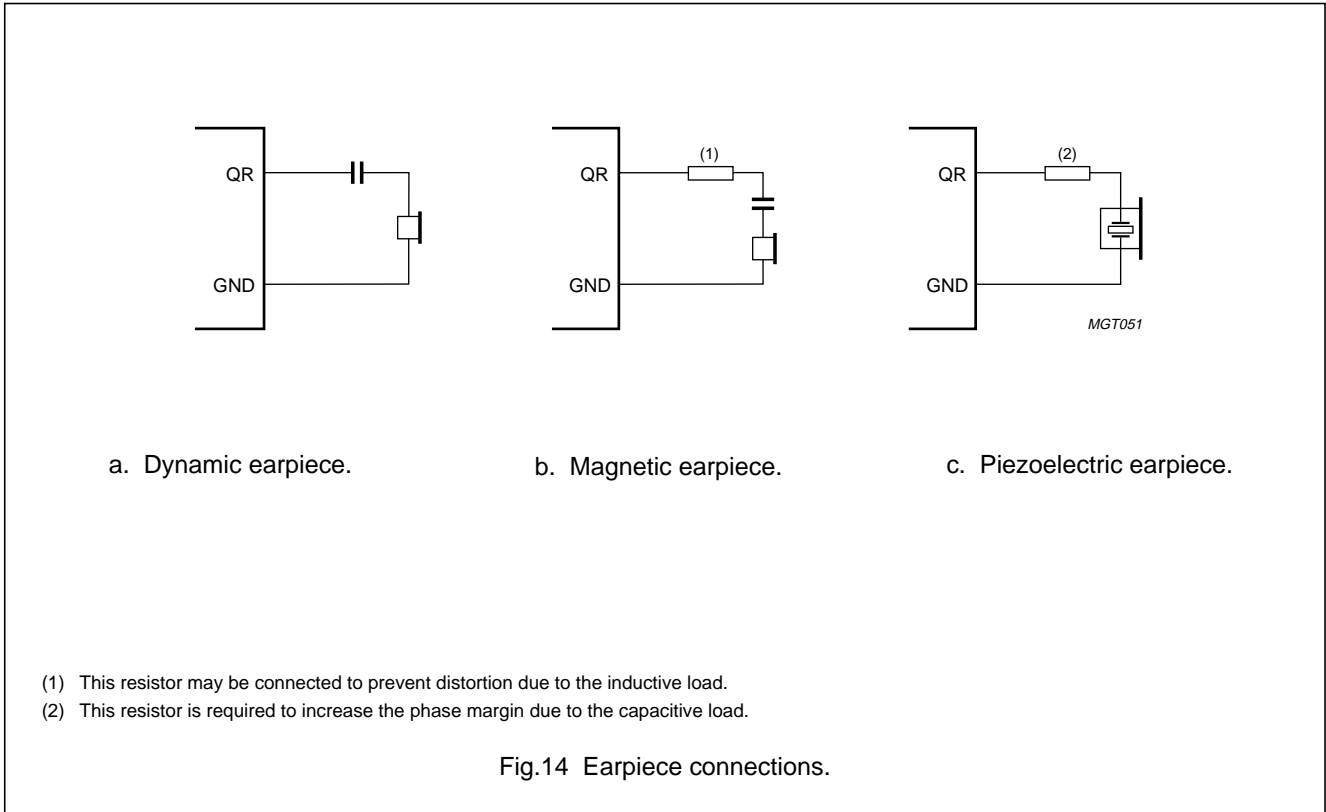 QR
GND
(1)
QR
GND
(2)
QR
GND
MGT051
a. Dynamic earpiece.
b. Magnetic earpiece.
c. Piezoelectric earpiece.
(1) This resistor may be connected to prevent distortion due to the inductive load.
(2) This resistor is required to increase the phase margin due to the capacitive load.
Fig.14 Earpiece connections.